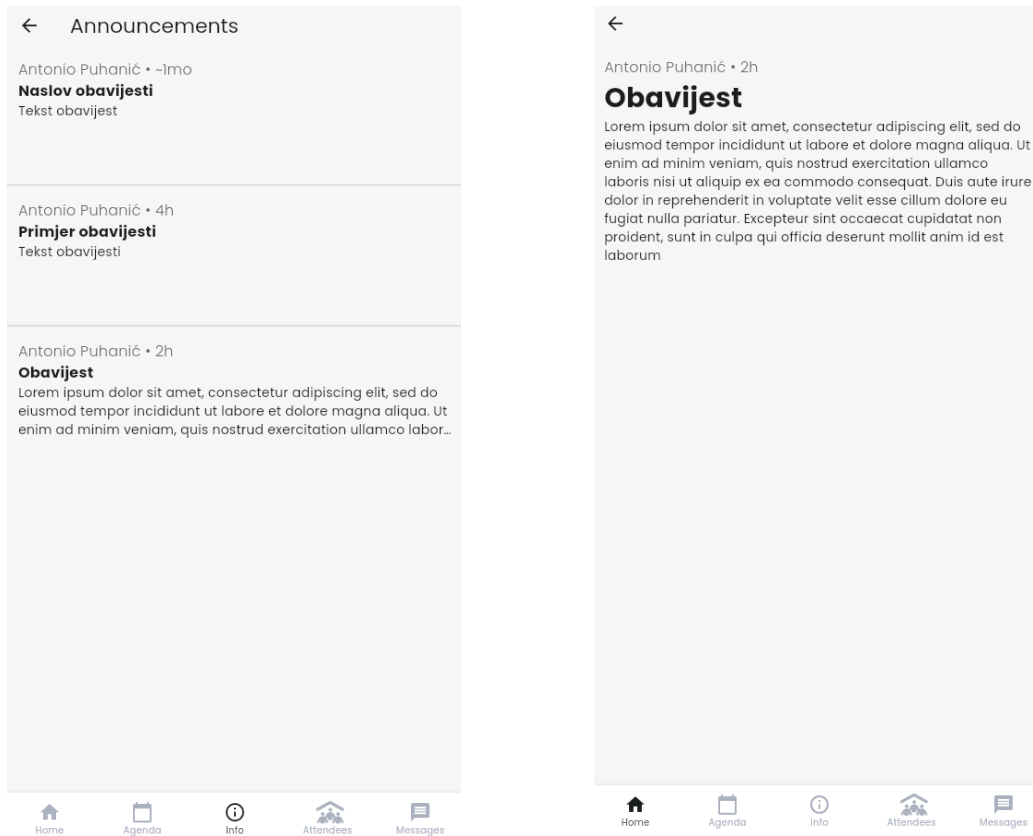 Announcements
Antonio Puhanić • ~1mo
Naslov obavijesti
Tekst obavijest
Antonio Puhanić • 4h
Primjer obavijesti
Tekst obavijesti
Antonio Puhanić • 2h
Obavijest
Lorem ipsum dolor sit amet, consectetur adipiscing elit, sed do
eiusmod tempor incididunt ut labore et dolore magna aliqua. Ut
enim ad minim veniam, quis nostrud exercitation ullamco labor...
Home Agenda Info Attendees Messages
Antonio Puhanić • 2h
Obavijest
Lorem ipsum dolor sit amet, consectetur adipiscing elit, sed do
eiusmod tempor incididunt ut labore et dolore magna aliqua. Ut
enim ad minim veniam, quis nostrud exercitation ullamco
laboris nisi ut aliquip ex ea commodo consequat. Duis aute irure
dolor in reprehenderit in voluptate velit esse cillum dolore eu
fugiat nulla pariatur. Excepteur sint occaecat cupidatat non
proident, sunt in culpa qui officia deserunt mollit anim id est
laborum
Home Agenda Info Attendees Messages